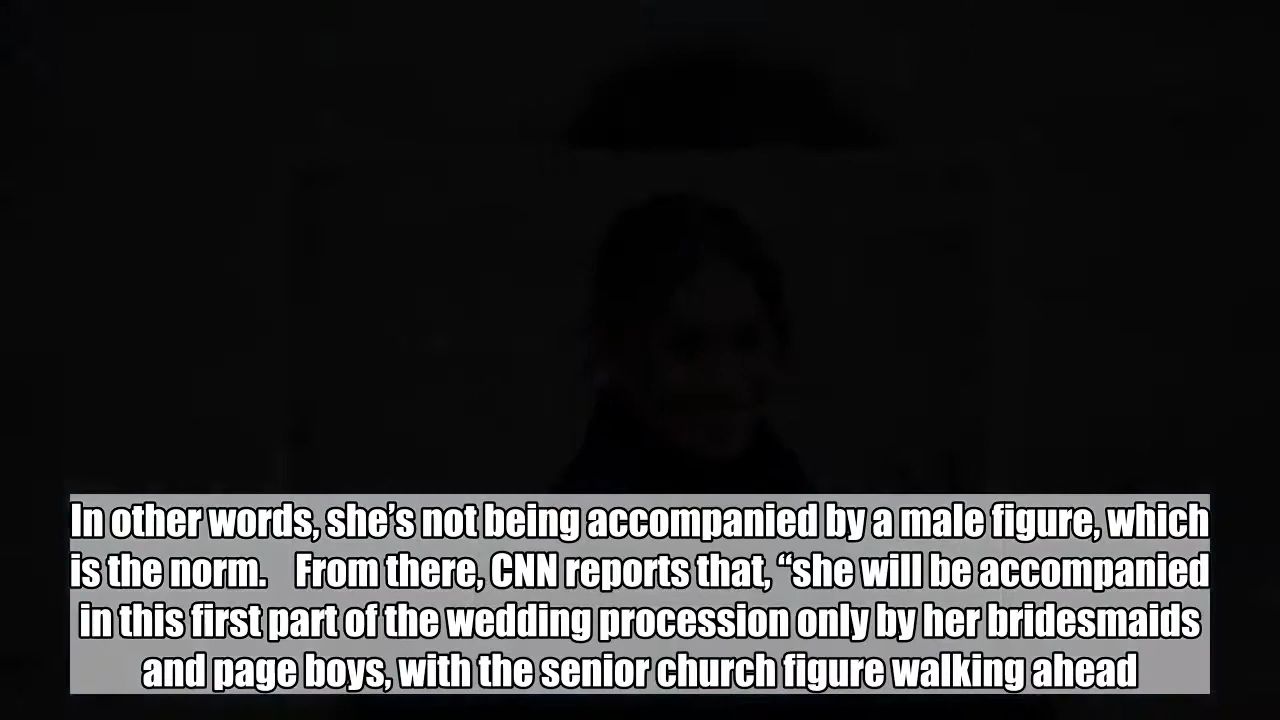 In other words, she’s not being accompanied by a male figure, which
is the norm.    From there, CNN reports that, “she will be accompanied
in this first part of the wedding procession only by her bridesmaids
and page boys, with the senior church figure walking ahead